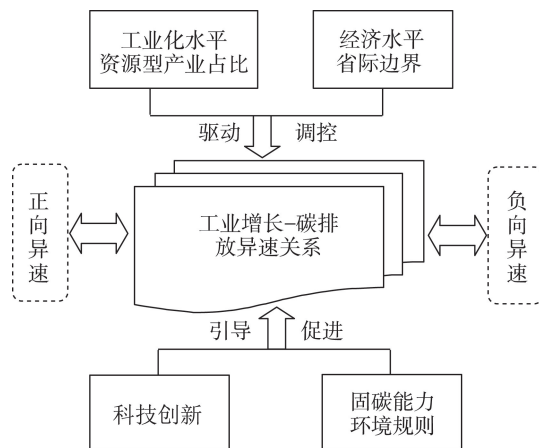 工业化水平
资源型产业占比
经济水平
省际边界
驱动
调控
正向异速
工业增长-碳排
放异速关系
负向异速
引导
促进
科技创新
固碳能力
环境规则